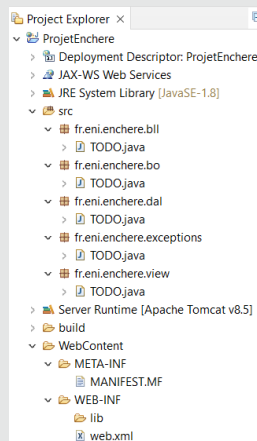 Project Explorer
ProjetEnchere
Deployment Descriptor: ProjetEnchere
JAX-WS Web Services
JRE System Library [JavaSE-1.8]
src
fr.eni.enchere.bll
TODO.java
fr.eni.enchere.bo
TODO.java
fr.eni.enchere.dal
TODO.java
fr.eni.enchere.exceptions
TODO.java
fr.eni.enchere.view
TODO.java
Server Runtime [Apache Tomcat v8.5]
build
WebContent
META-INF
MANIFEST.MF
WEB-INF
lib
web.xml